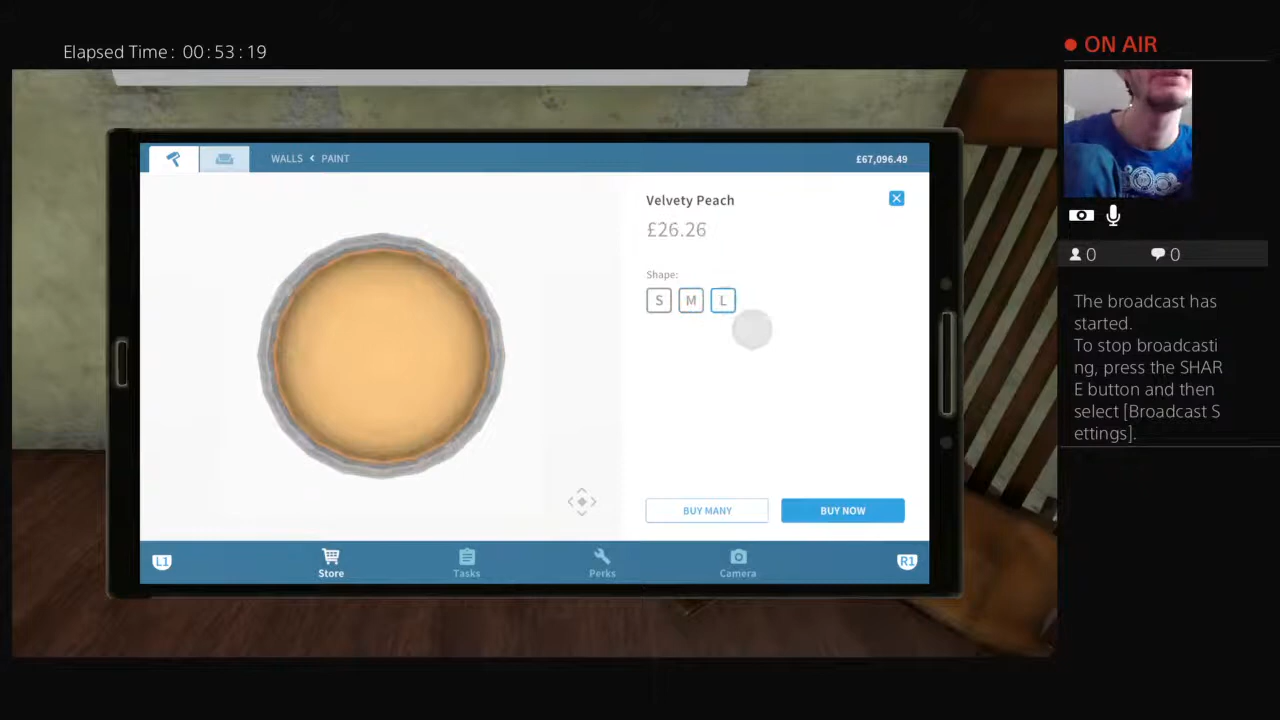 Elapsed Time: 00:53:19
ON AIR
WALLS < PAINT
£67,096.49
Velvety Peach
£26.26
Shape:
S M L
BUY MANY
BUY NOW
L1
Store
Tasks
Perks
Camera
R1
0
0
The broadcast has
started.
To stop broadcasti
ng, press the SHAR
E button and then
select [Broadcast S
ettings].